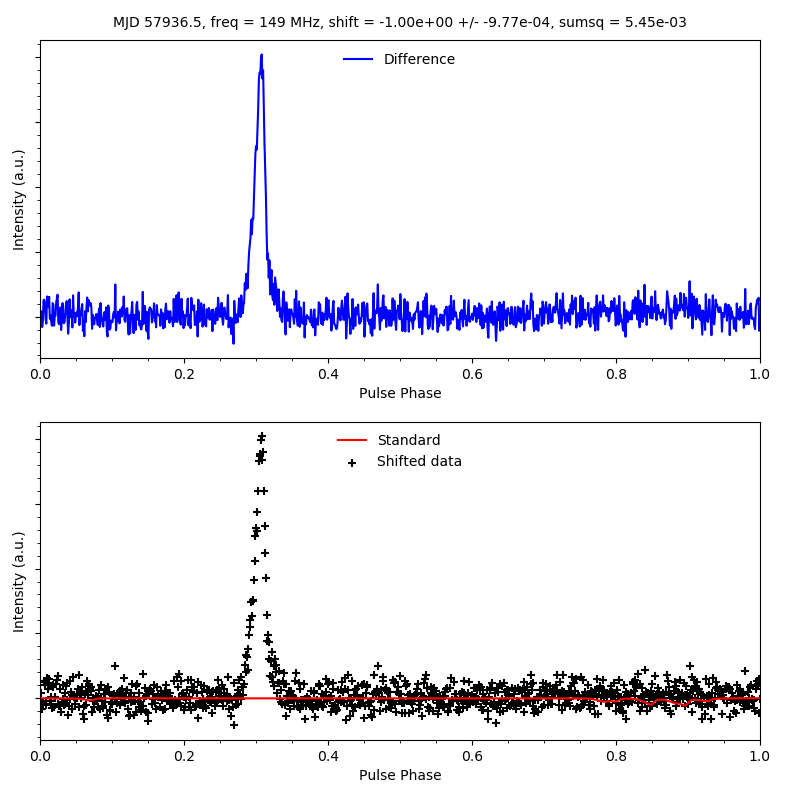 MJD 57936.5, freq = 149 MHz, shift = -1.00e+00 +/- -9.77e-04, sumsq = 5.45e-03
Difference
Intensity (a.u.)
0.0 0.2 0.4 0.6 0.8 1.0
Pulse Phase
Standard
Shifted data
Intensity (a.u.)
0.0 0.2 0.4 0.6 0.8 1.0
Pulse Phase